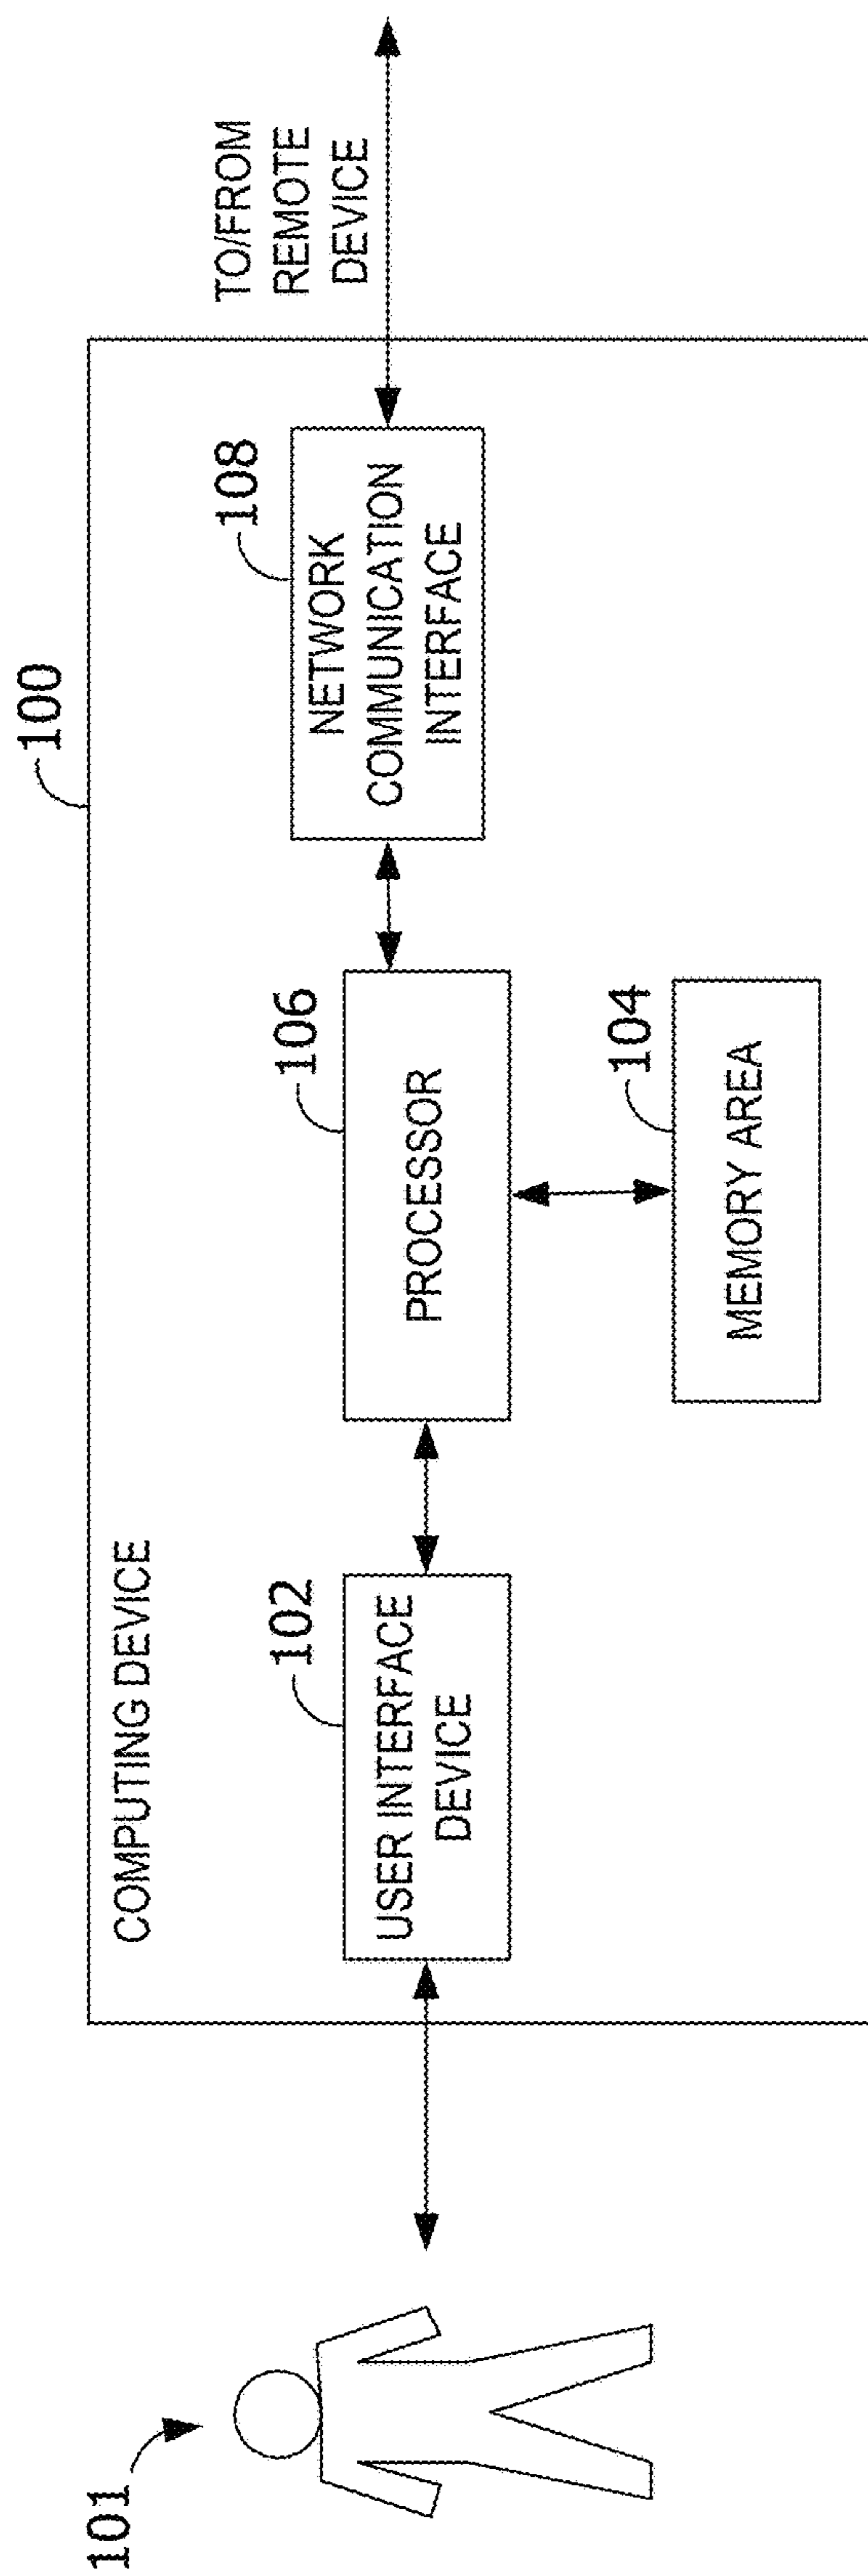 100
COMPUTING DEVICE
101
102
USER INTERFACE
DEVICE
106
PROCESSOR
104
MEMORY AREA
108
NETWORK
COMMUNICATION
INTERFACE
TO/FROM
REMOTE
DEVICE